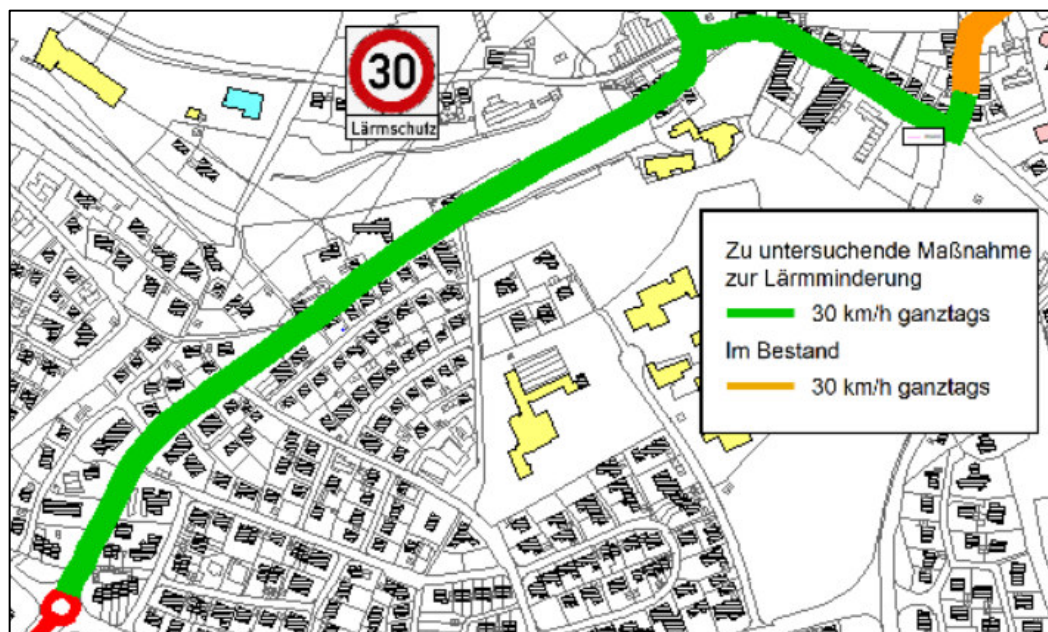 30
Lärmschutz
Zu untersuchende Maßnahme
zur Lärmminderung
30 km/h ganztags
Im Bestand
30 km/h ganztags